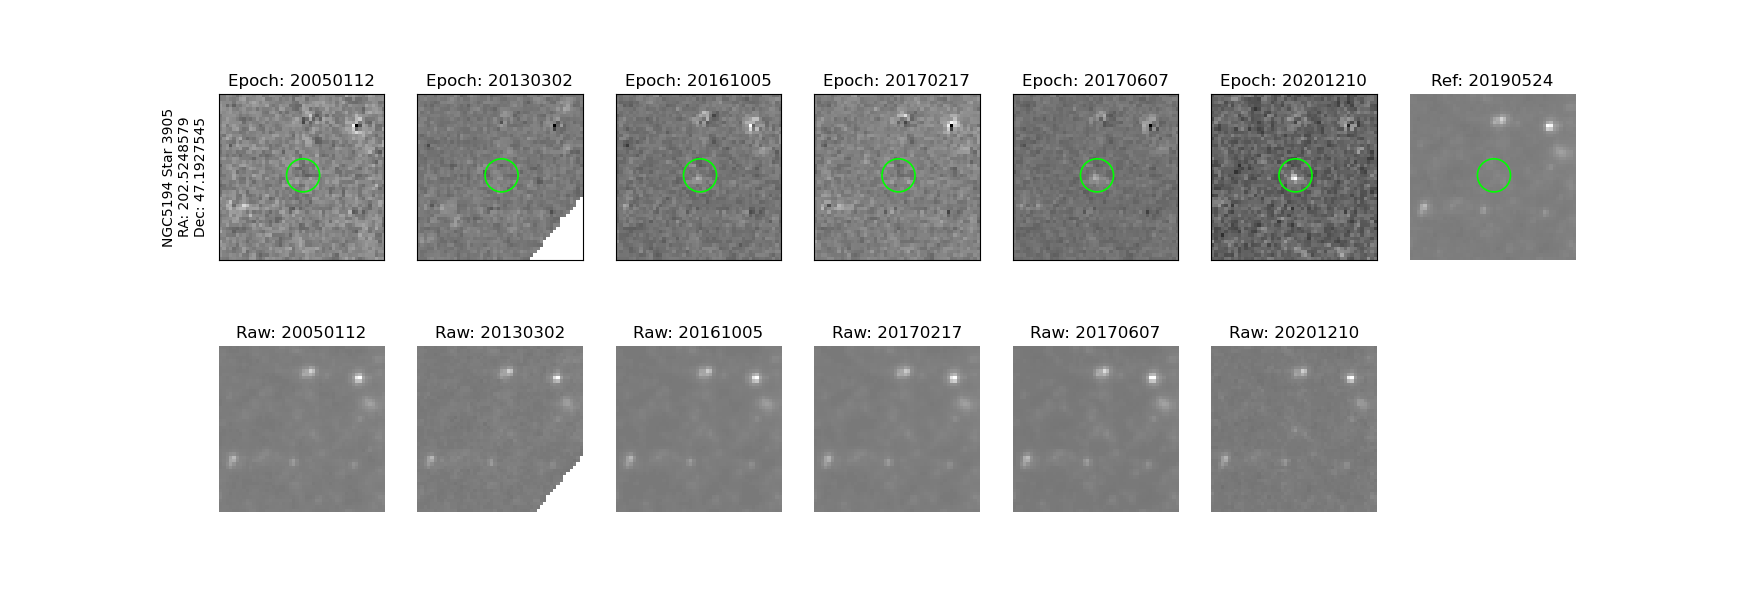 Epoch: 20050112
Epoch: 20130302
Epoch: 20161005
Epoch: 20170217
Epoch: 20170607
Epoch: 20201210
Ref: 20190524
NGC5194 Star 3905
RA: 202.5248579
Dec: 47.1927545
Raw: 20050112
Raw: 20130302
Raw: 20161005
Raw: 20170217
Raw: 20170607
Raw: 20201210